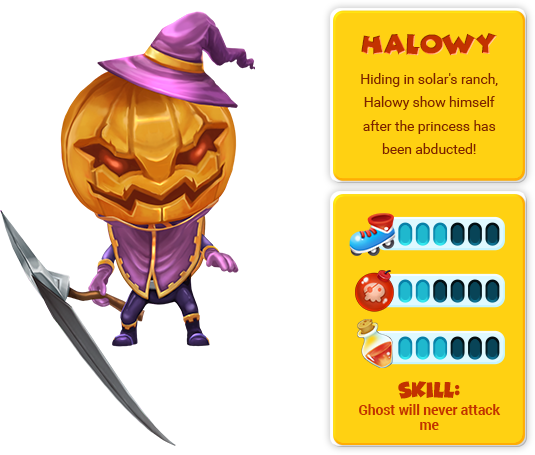 HALOWY
Hiding in solar's ranch,
Halowy show himself
after the princess has
been abducted!
SKILL:
Ghost will never attack
me